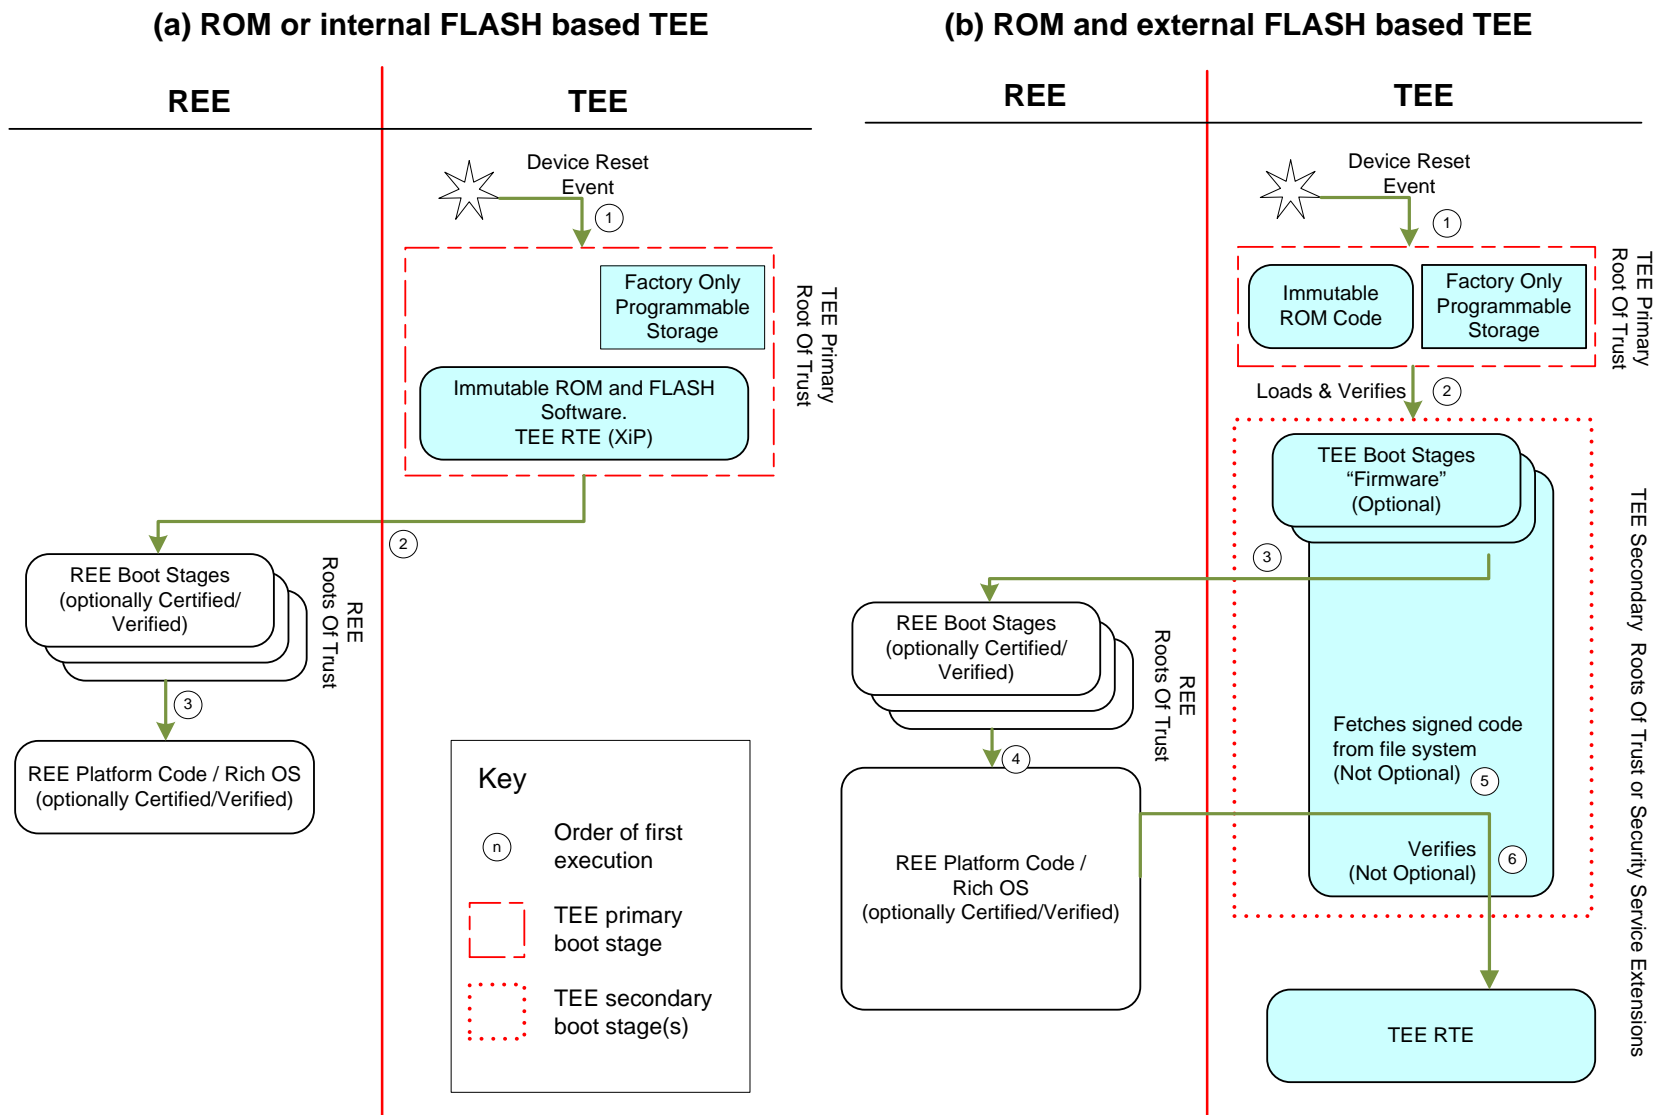 (a) ROM or internal FLASH based TEE
REE
TEE
Device Reset
Event
1
Factory Only
Programmable
Storage
Immutable ROM and FLASH
Software.
TEE RTE (XiP)
TEE Primary
Root Of Trust
2
REE Boot Stages
(optionally Certified/
Verified)
REE
Roots Of Trust
3
REE Platform Code / Rich OS
(optionally Certified/Verified)
Key
n
Order of first
execution
TEE primary
boot stage
TEE secondary
boot stage(s)
(b) ROM and external FLASH based TEE
REE
TEE
Device Reset
Event
1
Immutable
ROM Code
Factory Only
Programmable
Storage
TEE Primary
Root Of Trust
Loads & Verifies
2
TEE Boot Stages
“Firmware”
(Optional)
3
REE Boot Stages
(optionally Certified/
Verified)
REE
Roots Of Trust
4
REE Platform Code /
Rich OS
(optionally Certified/Verified)
Fetches signed code
from file system
(Not Optional)
5
Verifies
(Not Optional)
6
TEE Secondary Roots Of Trust or Security Service Extensions
TEE RTE